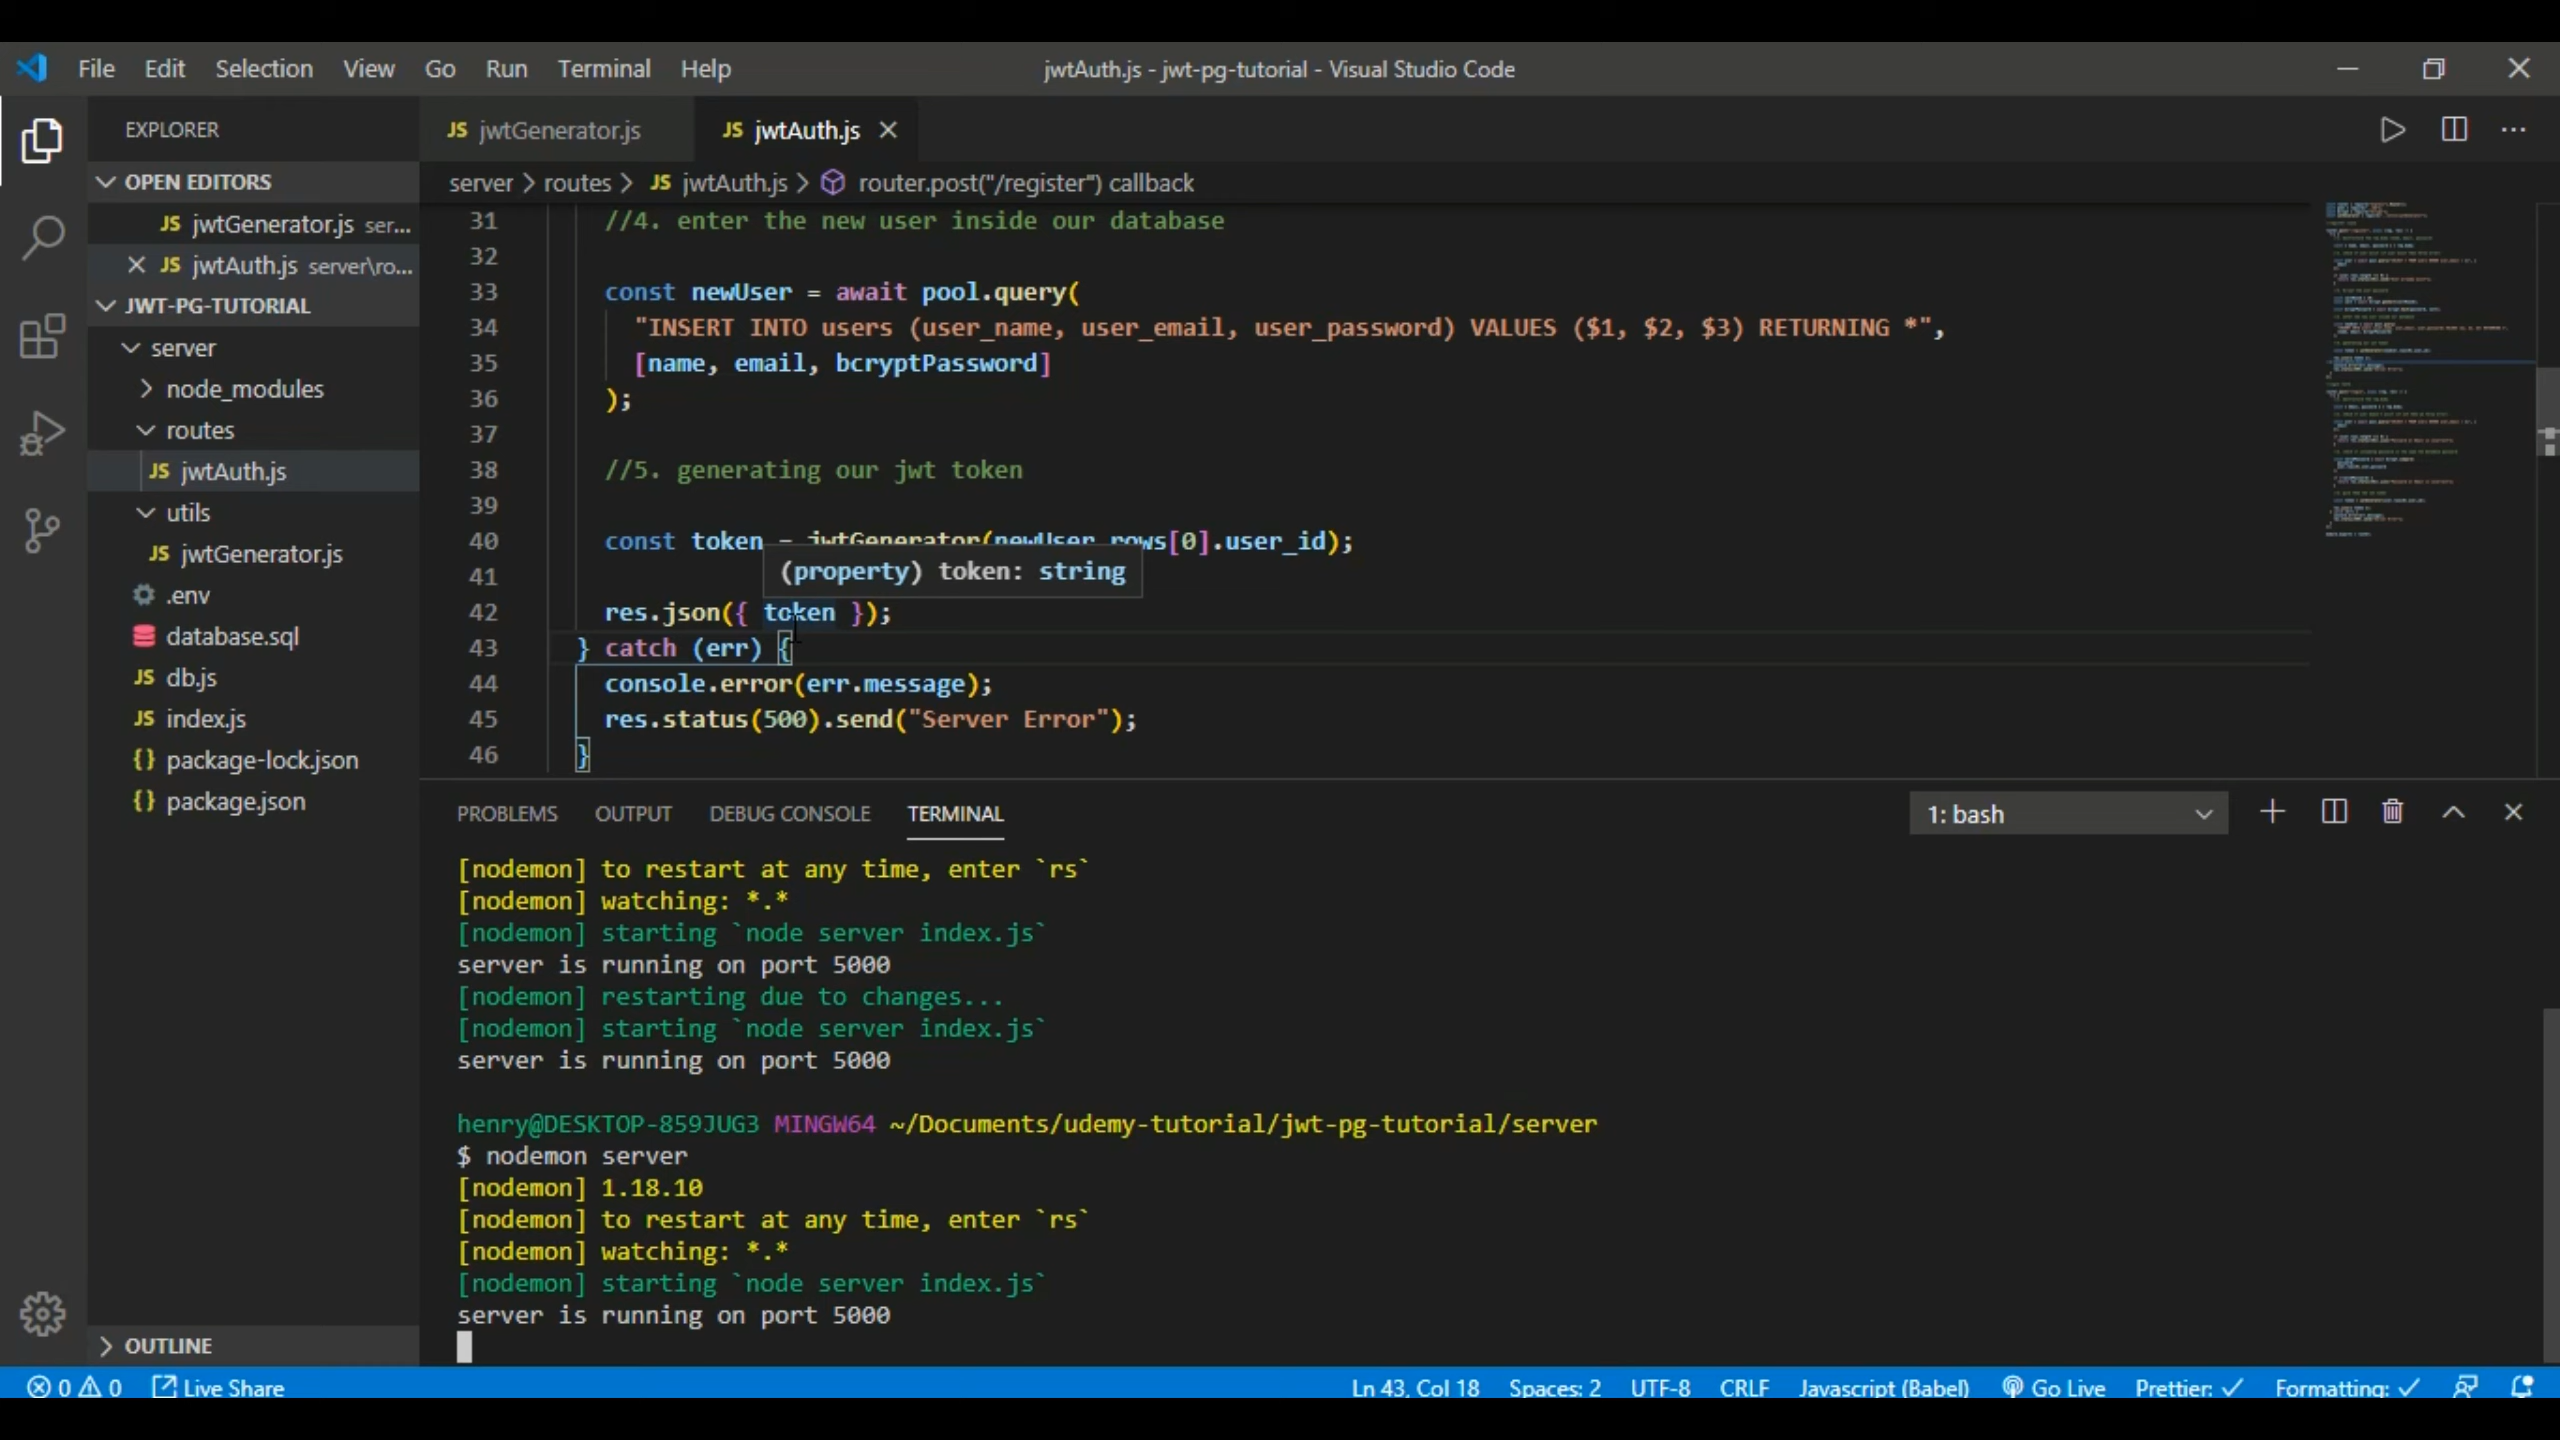 File Edit Selection View Go Run Terminal Help
jwtAuth.js - jwt-pg-tutorial - Visual Studio Code
EXPLORER
OPEN EDITORS
JS jwtGenerator.js ser...
JS jwtAuth.js server\ro...
JWT-PG-TUTORIAL
server
node_modules
routes
JS jwtAuth.js
utils
JS jwtGenerator.js
.env
database.sql
JS db.js
JS index.js
{} package-lock.json
{} package.json
OUTLINE
JS jwtGenerator.js
JS jwtAuth.js
server > routes > JS jwtAuth.js > router.post("/register") callback
31 //4. enter the new user inside our database
32
33 const newUser = await pool.query(
34 "INSERT INTO users (user_name, user_email, user_password) VALUES ($1, $2, $3) RETURNING *",
35 [name, email, bcryptPassword]
36 );
37
38 //5. generating our jwt token
39
40 const token = jwtGenerator(newUser.rows[0].user_id);
(property) token: string
41
42 res.json({ token });
43 } catch (err) {
44 console.error(err.message);
45 res.status(500).send("Server Error");
46 }
PROBLEMS OUTPUT DEBUG CONSOLE TERMINAL
1: bash
[nodemon] to restart at any time, enter `rs`
[nodemon] watching: *.*
[nodemon] starting `node server index.js`
server is running on port 5000
[nodemon] restarting due to changes...
[nodemon] starting `node server index.js`
server is running on port 5000
henry@DESKTOP-859JUG3 MINGW64 ~/Documents/udemy-tutorial/jwt-pg-tutorial/server
$ nodemon server
[nodemon] 1.18.10
[nodemon] to restart at any time, enter `rs`
[nodemon] watching: *.*
[nodemon] starting `node server index.js`
server is running on port 5000
0 0 Live Share
Ln 43, Col 18 Spaces: 2 UTF-8 CRLF Javascript (Babel) Go Live Prettier: ✓ Formatting: ✓